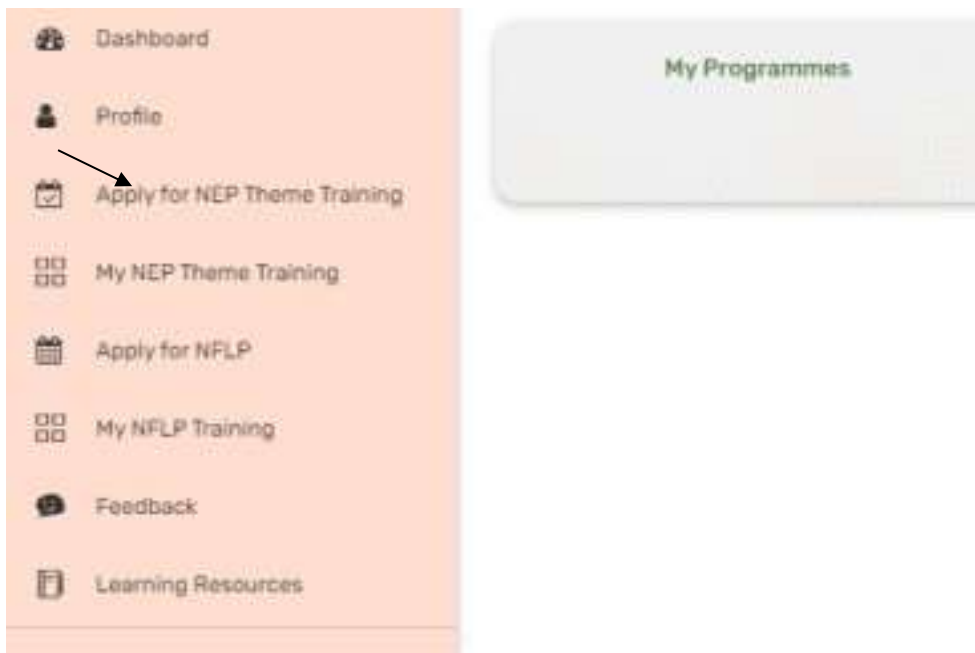 Dashboard
My Programmes
Profile
Apply for NEP Theme Training
My NEP Theme Training
Apply for NFLP
My NFLP Training
Feedback
Learning Resources